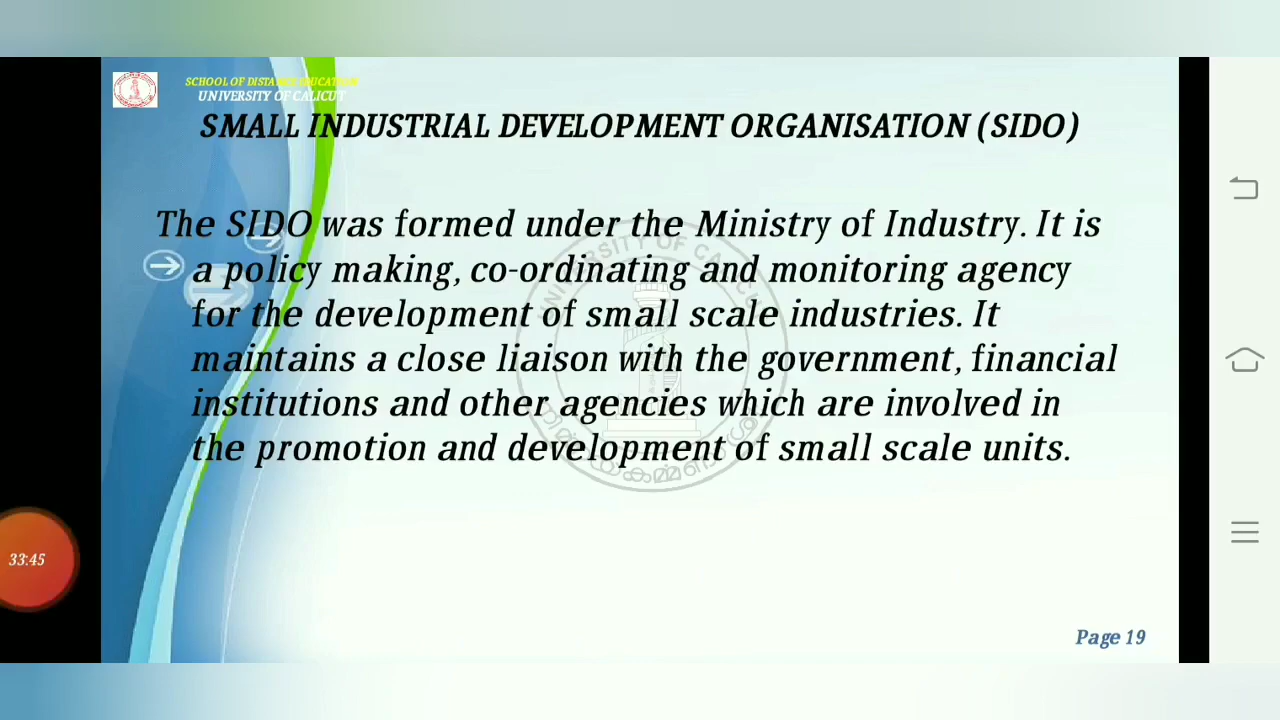 SCHOOL OF DISTANCE EDUCATION
UNIVERSITY OF CALICUT
SMALL INDUSTRIAL DEVELOPMENT ORGANISATION (SIDO)
The SIDO was formed under the Ministry of Industry. It is
a policy making, co-ordinating and monitoring agency
for the development of small scale industries. It
maintains a close liaison with the government, financial
institutions and other agencies which are involved in
the promotion and development of small scale units.
UNIVERSITY OF CALICUT
33:45
Page 19